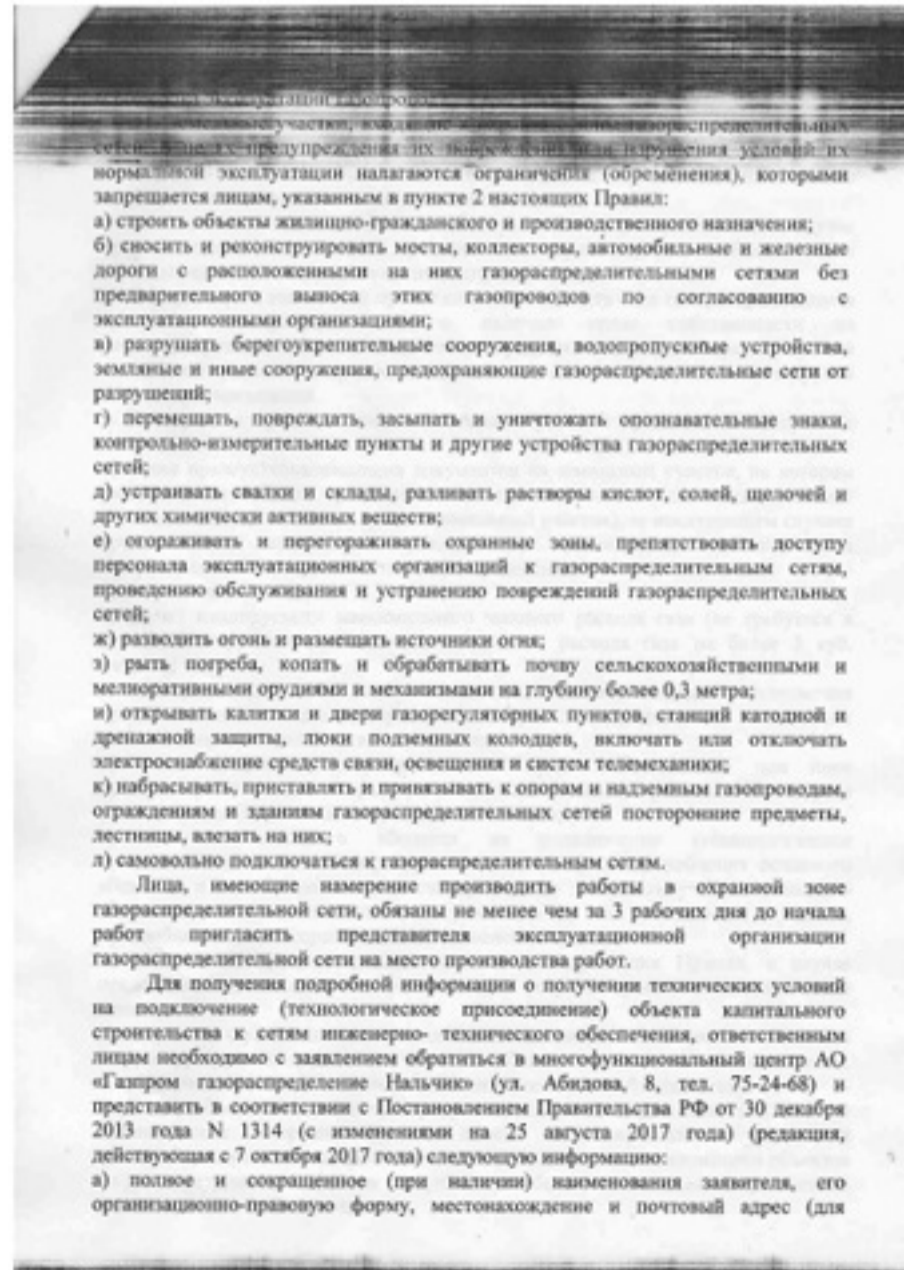 эксплуатации
участки,
сетей в целях предупреждения их повреждения или нарушения условий их
нормальной эксплуатации налагаются ограничения (обременения), которыми
запрещается лицам, указанным в пункте 2 настоящих Правил:
а) строить объекты жилищно-гражданского и производственного назначения;
б) сносить и реконструировать мосты, коллекторы, автомобильные и железные
дороги с расположенными на них газораспределительными сетями без
предварительного выноса этих газопроводов по согласованию с
эксплуатационными организациями;
в) разрушать берегоукрепительные сооружения, водопропускные устройства,
земляные и иные сооружения, предохраняющие газораспределительные сети от
разрушений;
г) перемещать, повреждать, засыпать и уничтожать опознавательные знаки,
контрольно-измерительные пункты и другие устройства газораспределительных
сетей;
д) устраивать свалки и склады, разливать растворы кислот, солей, щелочей и
других химически активных веществ;
е) огораживать и перегораживать охранные зоны, препятствовать доступу
персонала эксплуатационных организаций к газораспределительным сетям,
проведению обслуживания и устранению повреждений газораспределительных
сетей;
ж) разводить огонь и размещать источники огня;
з) рыть погреба, копать и обрабатывать почву сельскохозяйственными и
мелиоративными орудиями и механизмами на глубину более 0,3 метра;
и) открывать калитки и двери газорегуляторных пунктов, станций катодной и
дренажной защиты, люки подземных колодцев, включать или отключать
электроснабжение средств связи, освещения и систем телемеханики;
к) набрасывать, приставлять и привязывать к опорам и надземным газопроводам,
ограждениям и зданиям газораспределительных сетей посторонние предметы,
лестницы, влезать на них;
л) самовольно подключаться к газораспределительным сетям.
Лица, имеющие намерение производить работы в охранной зоне
газораспределительной сети, обязаны не менее чем за 3 рабочих дня до начала
работ пригласить представителя эксплуатационной организации
газораспределительной сети на место производства работ.
Для получения подробной информации о получении технических условий
на подключение (технологическое присоединение) объекта капитального
строительства к сетям инженерно- технического обеспечения, ответственным
лицам необходимо с заявлением обратиться в многофункциональный центр АО
«Газпром газораспределение Нальчик» (ул. Абидова, 8, тел. 75-24-68) и
представить в соответствии с Постановлением Правительства РФ от 30 декабря
2013 года N 1314 (с изменениями на 25 августа 2017 года) (редакция,
действующая с 7 октября 2017 года) следующую информацию:
а) полное и сокращенное (при наличии) наименования заявителя, его
организационно-правовую форму, местонахождение и почтовый адрес (для